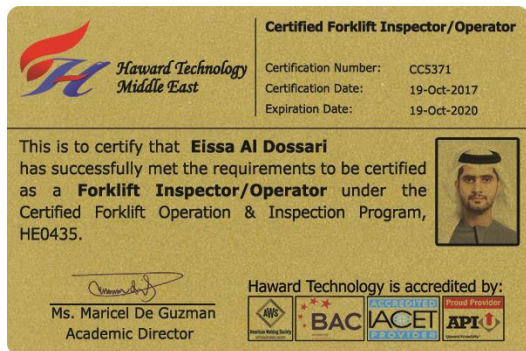 Certified Forklift Inspector/Operator
Haward Technology
Middle East
Certification Number: CC5371
Certification Date: 19-Oct-2017
Expiration Date: 19-Oct-2020
This is to certify that Eissa Al Dossari
has successfully met the requirements to be certified
as a Forklift Inspector/Operator under the
Certified Forklift Operation & Inspection Program,
HE0435.
Ms. Maricel De Guzman
Academic Director
Haward Technology is accredited by:
AWS
American Welding Society
BAC
ACCREDITED
IACET
PROVIDER
Proud Provider
API U